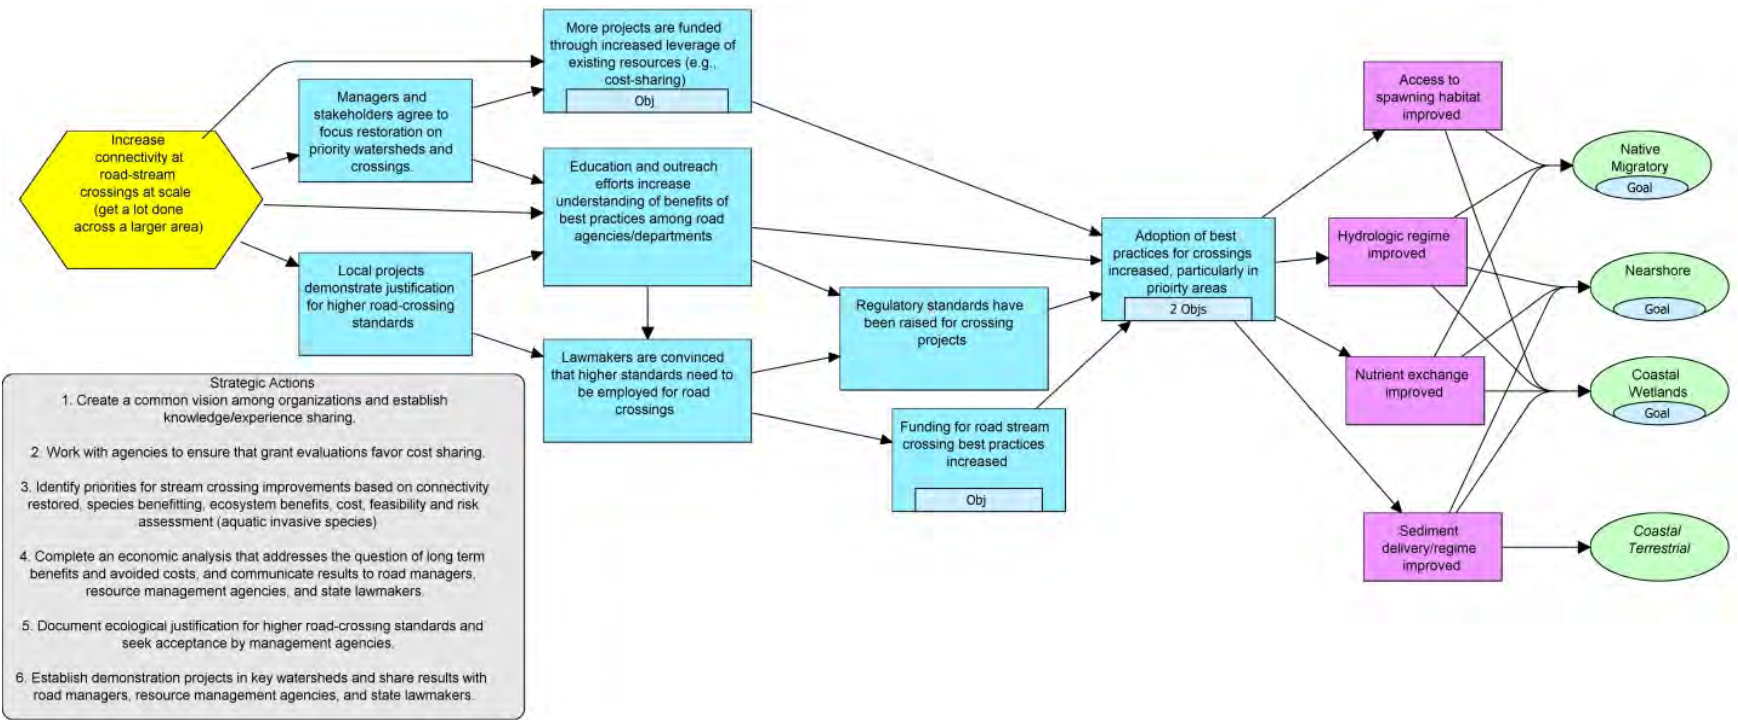 Increase
connectivity at
road-stream
crossings at scale
(get a lot done
across a larger area)
Managers and
stakeholders agree to
focus restoration on
priority watersheds and
crossings.
Local projects
demonstrate justification
for higher road-crossing
standards
More projects are funded
through increased leverage of
existing resources (e.g.,
cost-sharing)
Obj
Education and outreach
efforts increase
understanding of benefits of
best practices among road
agencies/departments
Lawmakers are convinced
that higher standards need to
be employed for road
crossings
Regulatory standards have
been raised for crossing
projects
Funding for road stream
crossing best practices
increased
Obj
Adoption of best
practices for crossings
increased, particularly in
prioirty areas
2 Objs
Access to
spawning habitat
improved
Hydrologic regime
improved
Nutrient exchange
improved
Sediment
delivery/regime
improved
Native
Migratory
Goal
Nearshore
Goal
Coastal
Wetlands
Goal
Coastal
Terrestrial
Strategic Actions
1. Create a common vision among organizations and establish
knowledge/experience sharing.
2. Work with agencies to ensure that grant evaluations favor cost sharing.
3. Identify priorities for stream crossing improvements based on connectivity
restored, species benefitting, ecosystem benefits, cost, feasibility and risk
assessment (aquatic invasive species)
4. Complete an economic analysis that addresses the question of long term
benefits and avoided costs, and communicate results to road managers,
resource management agencies, and state lawmakers.
5. Document ecological justification for higher road-crossing standards and
seek acceptance by management agencies.
6. Establish demonstration projects in key watersheds and share results with
road managers, resource management agencies, and state lawmakers.